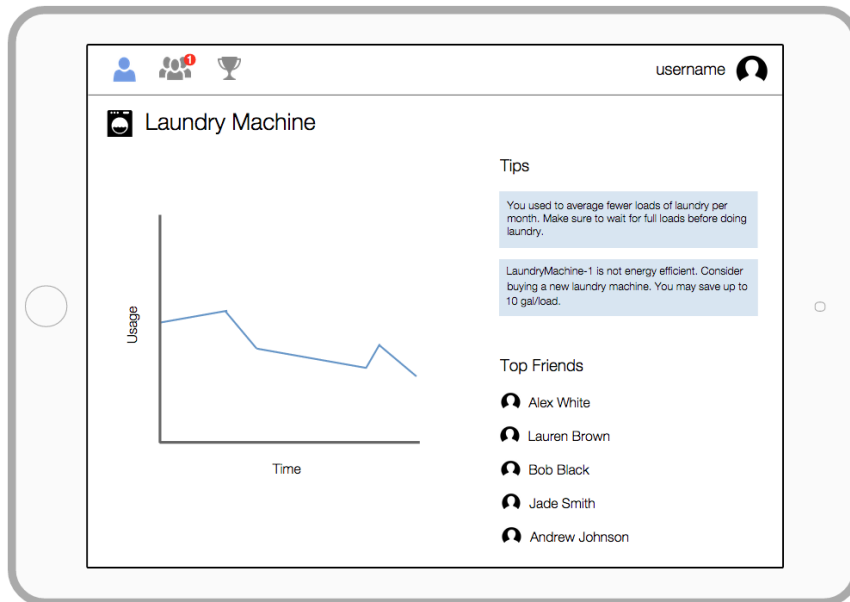 1
username
Laundry Machine
Usage
Time
Tips
You used to average fewer loads of laundry per
month. Make sure to wait for full loads before doing
laundry.
LaundryMachine-1 is not energy efficient. Consider
buying a new laundry machine. You may save up to
10 gal/load.
Top Friends
Alex White
Lauren Brown
Bob Black
Jade Smith
Andrew Johnson